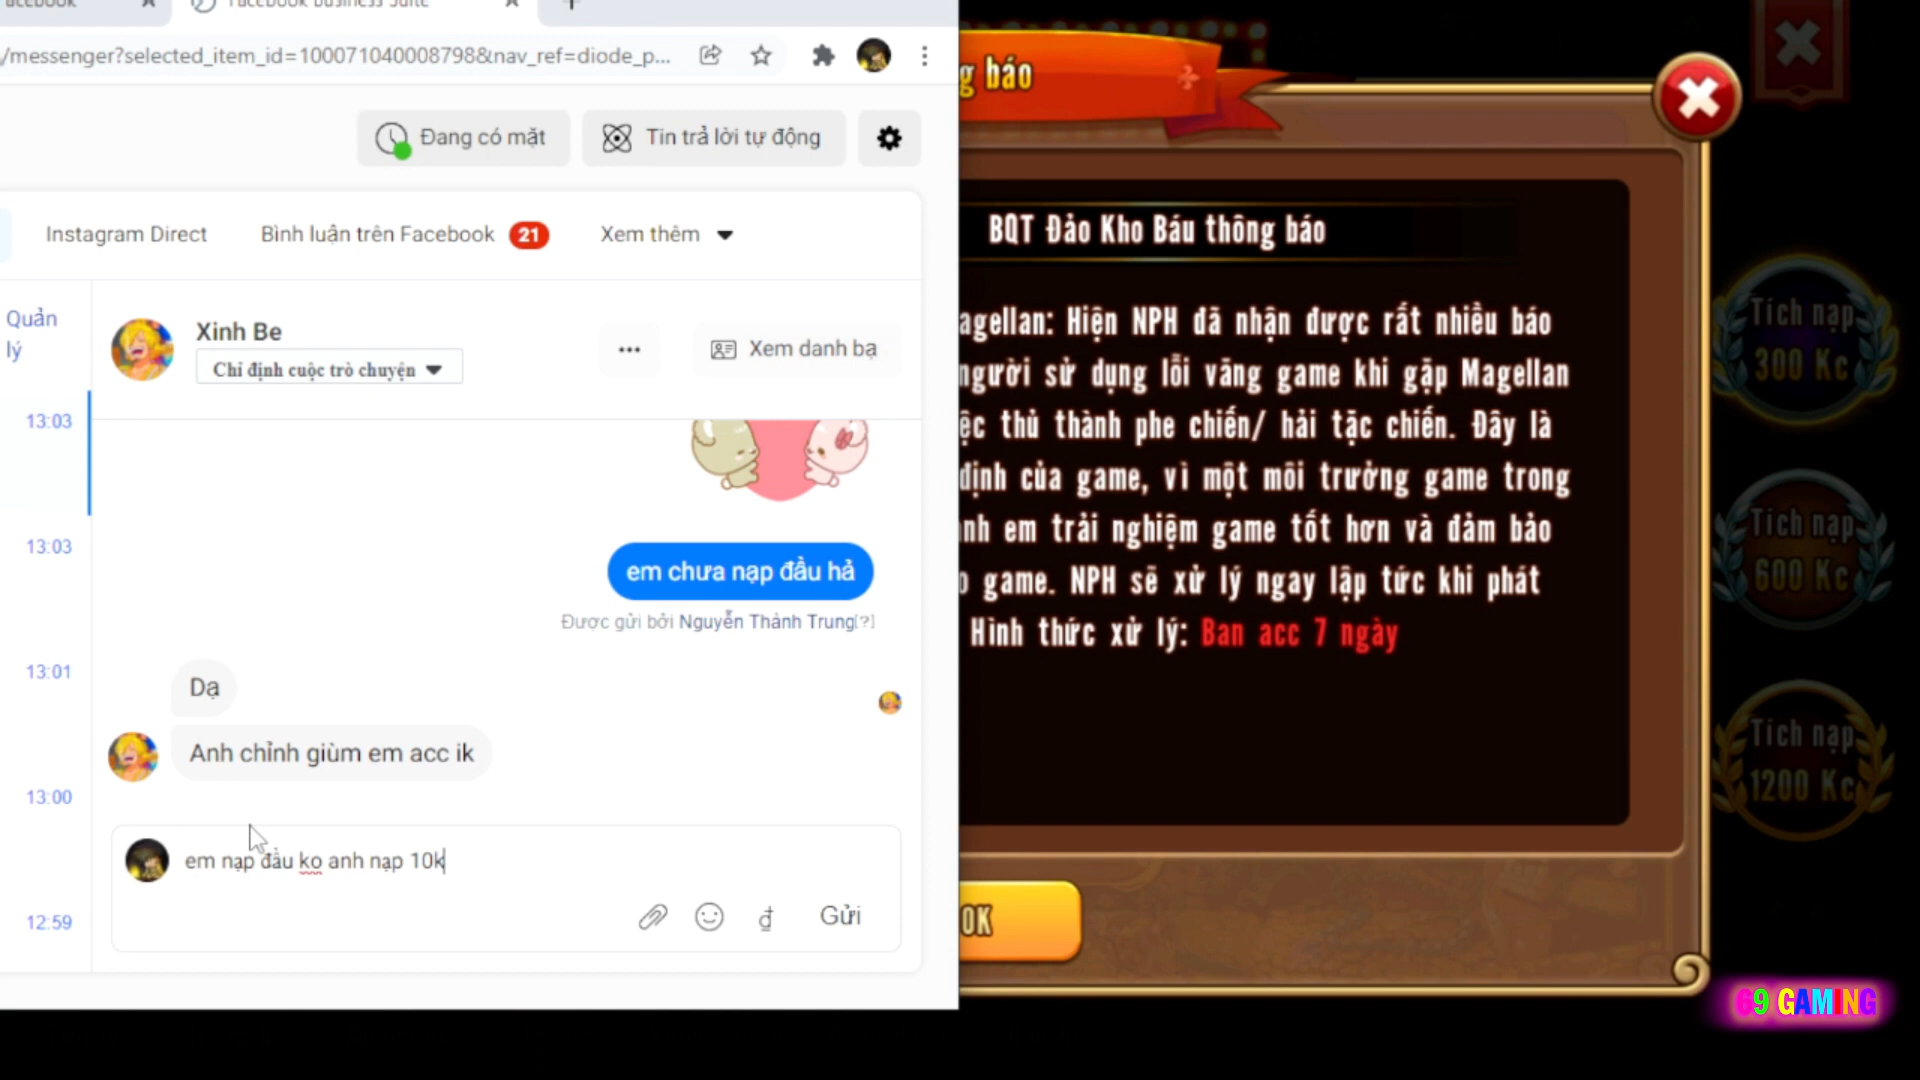 acebook
Facebook Business Suite
/messenger?selected_item_id=100071040008798&nav_ref=diode_p...
Đang có mặt
Tin trả lời tự động
Instagram Direct
Bình luận trên Facebook 21
Xem thêm
Quản
lý
Xinh Be
Chỉ định cuộc trò chuyện
Xem danh bạ
13:03
13:03
em chưa nạp đầu hả
Được gửi bởi Nguyễn Thành Trung[?]
13:01
Dạ
Anh chỉnh giùm em acc ik
13:00
em nạp đầu ko anh nạp 10k
12:59
Gửi
g báo
BQT Đảo Kho Báu thông báo
agellan: Hiện NPH đã nhận được rất nhiều báo
người sử dụng lỗi văng game khi gặp Magellan
ệc thủ thành phe chiến/ hải tặc chiến. Đây là
định của game, vì một môi trường game trong
nh em trải nghiệm game tốt hơn và đảm bảo
o game. NPH sẽ xử lý ngay lập tức khi phát
Hình thức xử lý: Ban acc 7 ngày
OK
Tích nạp
300 Kc
Tích nạp
600 Kc
Tích nạp
1200 Kc
69 GAMING